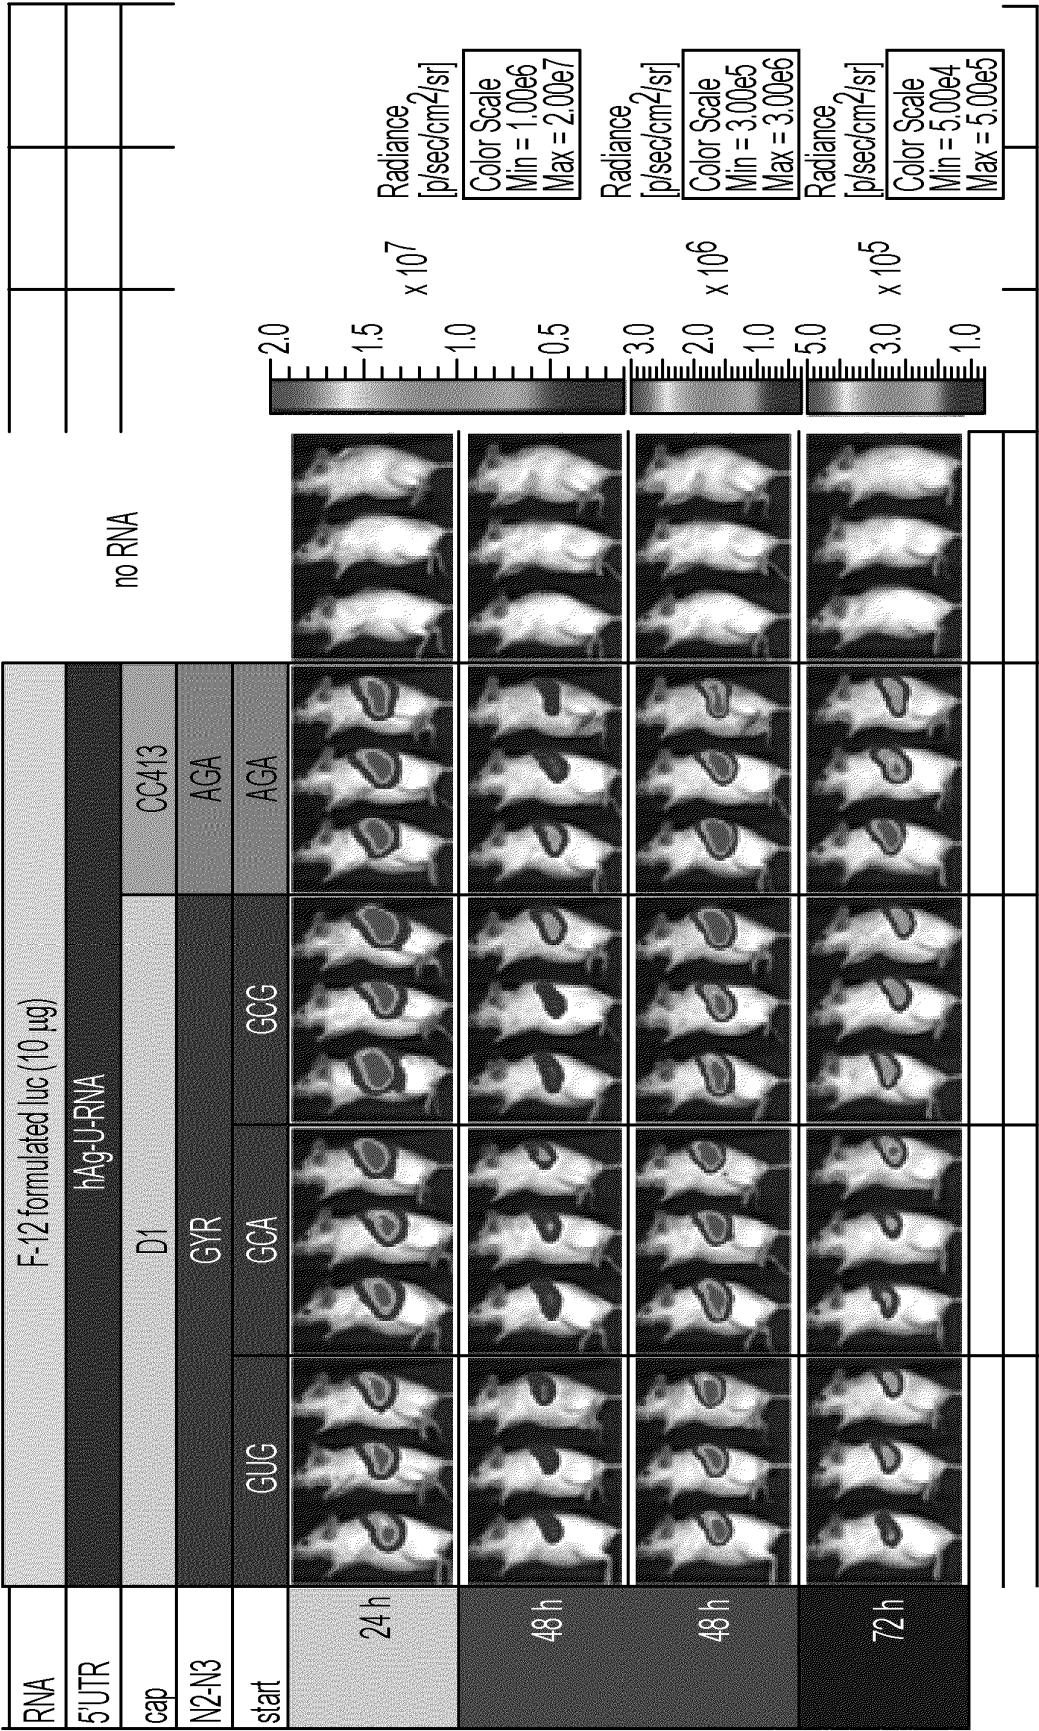 RNA
F-12 formulated luc (10 µg)
no RNA
5'UTR
hAg-U-RNA
cap
D1
CC413
N2-N3
GYR
AGA
start
GUG
GCA
GCG
AGA
24 h
48 h
48 h
72 h
2.0
1.5
1.0
0.5
x 10⁷
Radiance
[p/sec/cm²/sr]
Color Scale
Min = 1.00e6
Max = 2.00e7
3.0
2.0
1.0
x 10⁶
Radiance
[p/sec/cm²/sr]
Color Scale
Min = 3.00e5
Max = 3.00e6
5.0
3.0
1.0
x 10⁵
Radiance
[p/sec/cm²/sr]
Color Scale
Min = 5.00e4
Max = 5.00e5